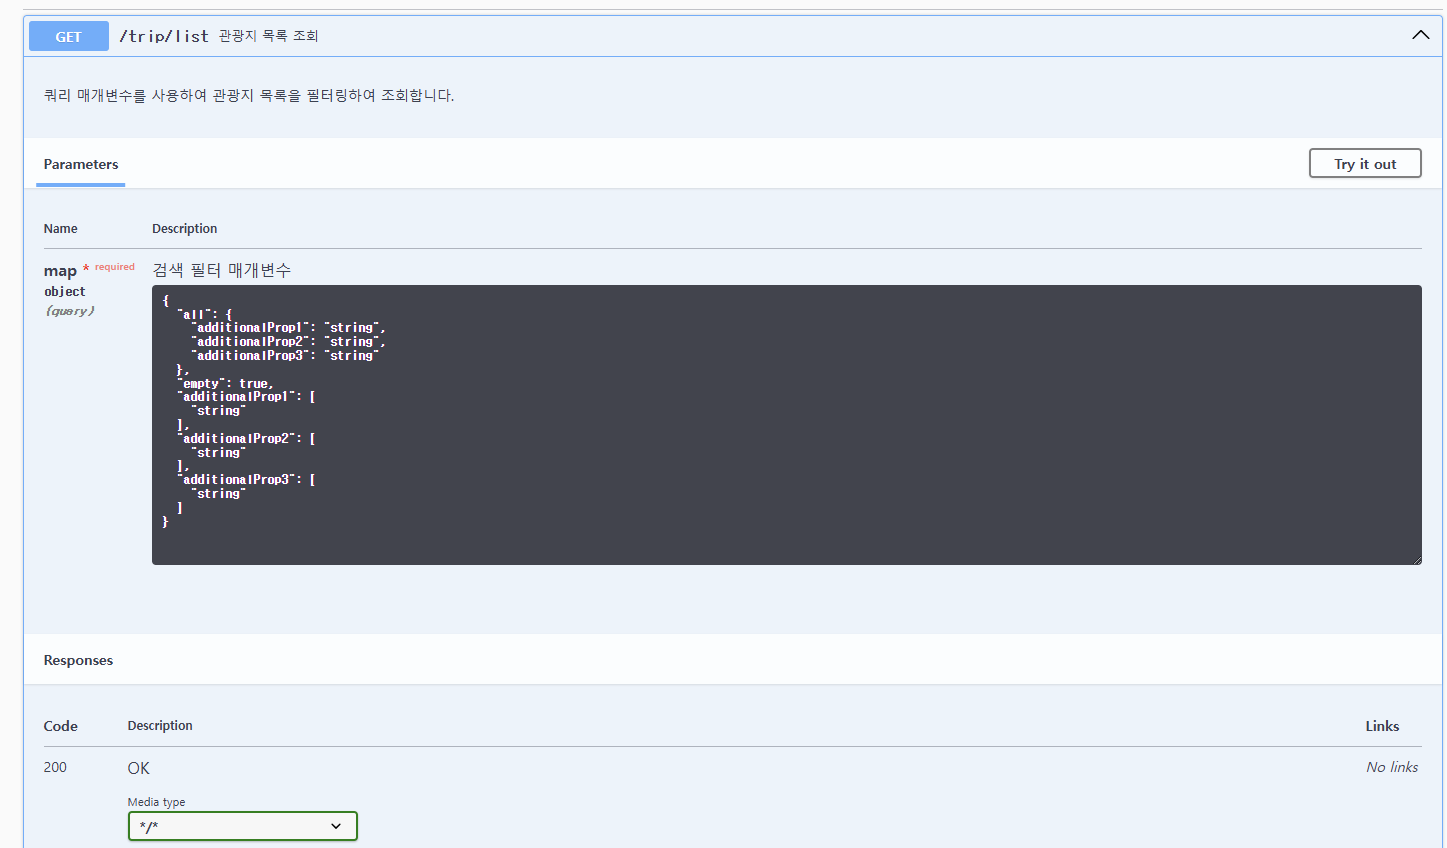 GET /trip/list 관광지 목록 조회
쿼리 매개변수를 사용하여 관광지 목록을 필터링하여 조회합니다.
Parameters
Try it out
Name Description
map * required 검색 필터 매개변수
object
(query)
{
"all": {
"additionalProp1": "string",
"additionalProp2": "string",
"additionalProp3": "string"
},
"empty": true,
"additionalProp1": [
"string"
],
"additionalProp2": [
"string"
],
"additionalProp3": [
"string"
]
}
Responses
Code Description Links
200 OK No links
Media type
*/*